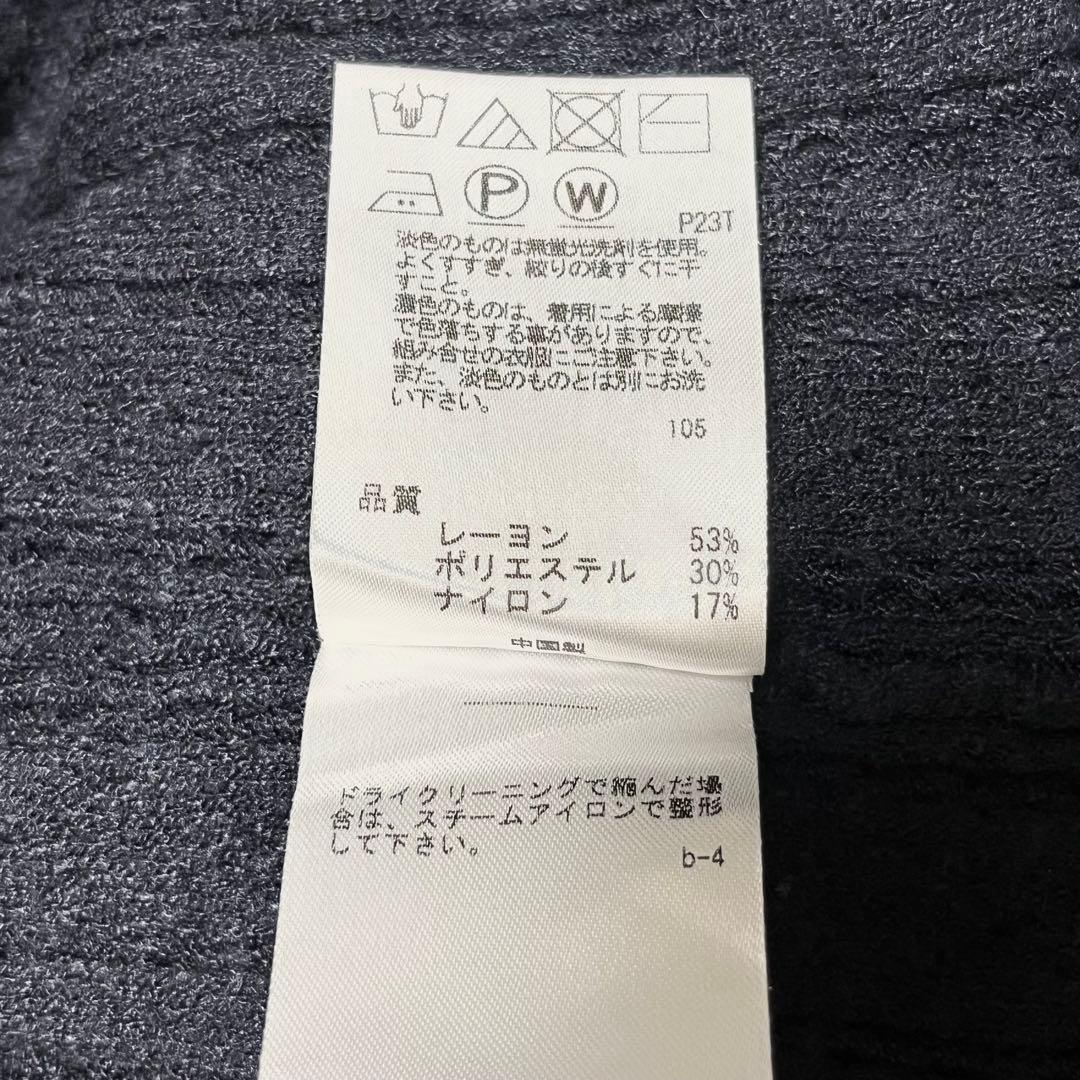 P
W
P23T
淡色のものは無蛍光洗剤を使用。
よくすすぎ、絞りの後すぐに干
すこと。
濃色のものは、着用による摩擦
で色落ちする事がありますので、
組み合せの衣服にご注意下さい。
また、淡色のものとは別にお洗
い下さい。
105
品質
レーヨン 53%
ポリエステル 30%
ナイロン 17%
中国製
ドライクリーニングで縮んだ場
合は、スチームアイロンで整形
して下さい。
b-4